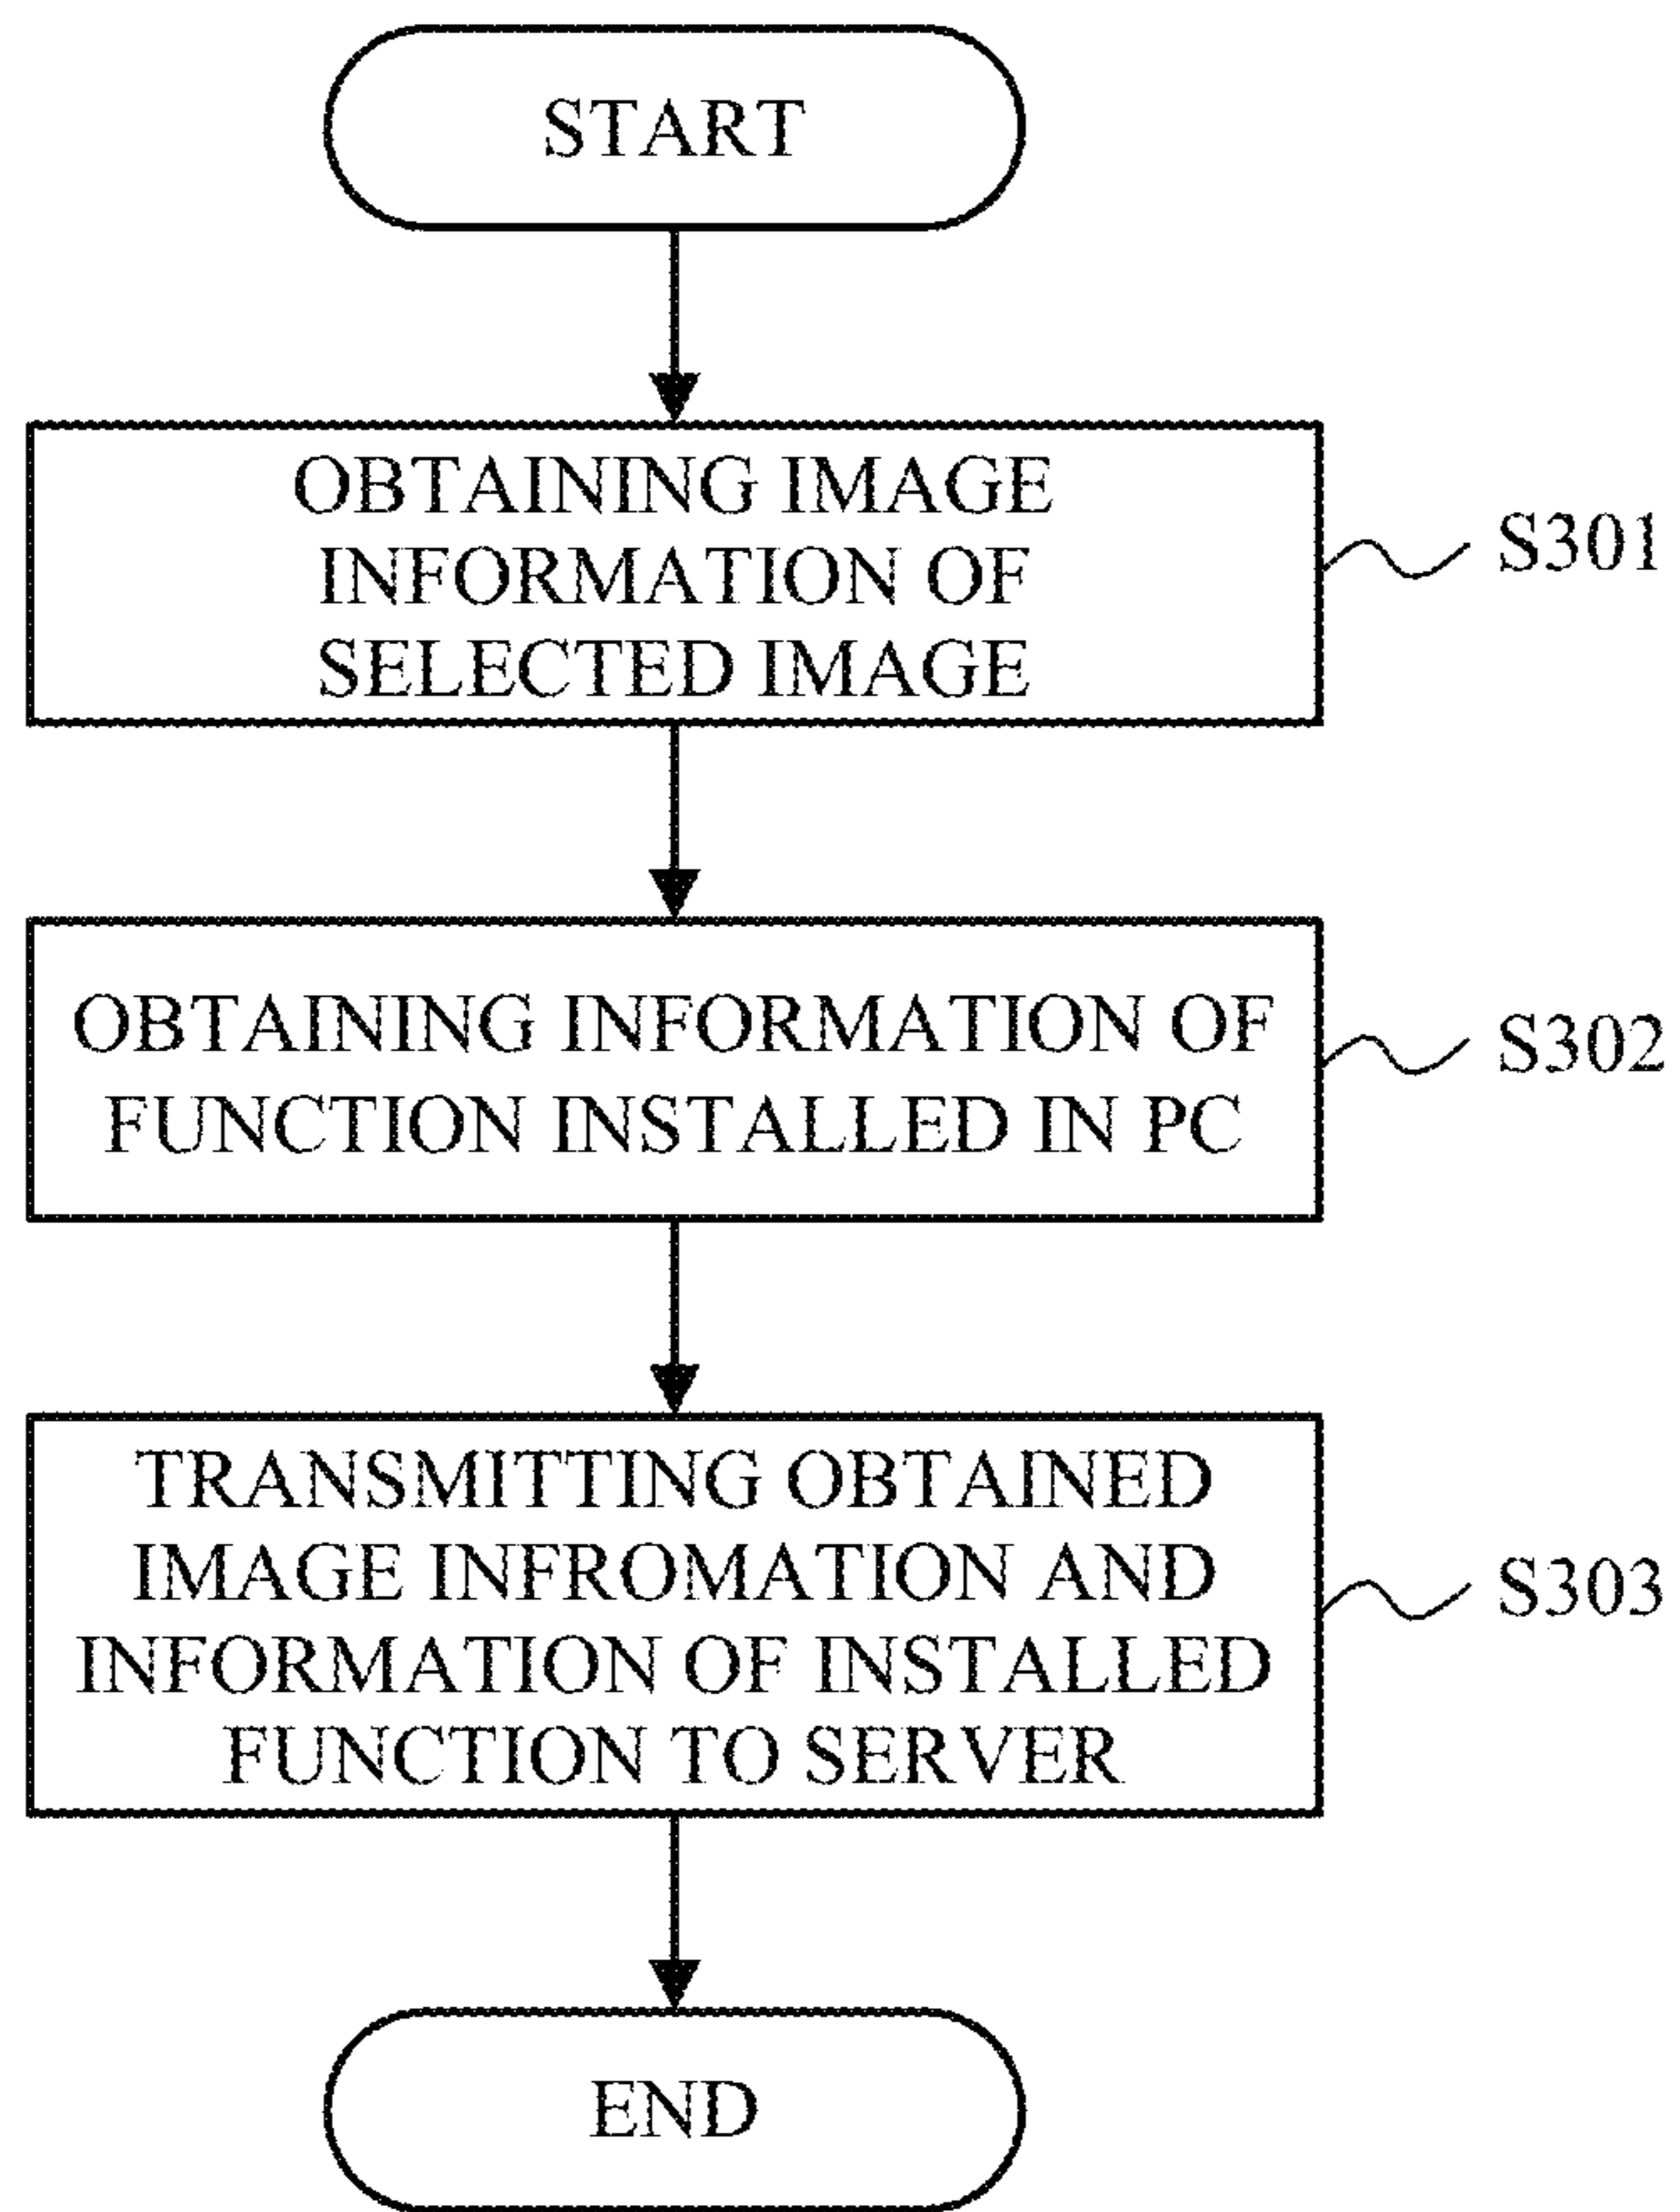 START
OBTAINING IMAGE
INFORMATION OF
SELECTED IMAGE
S301
OBTAINING INFORMATION OF
FUNCTION INSTALLED IN PC
S302
TRANSMITTING OBTAINED
IMAGE INFROMATION AND
INFORMATION OF INSTALLED
FUNCTION TO SERVER
S303
END